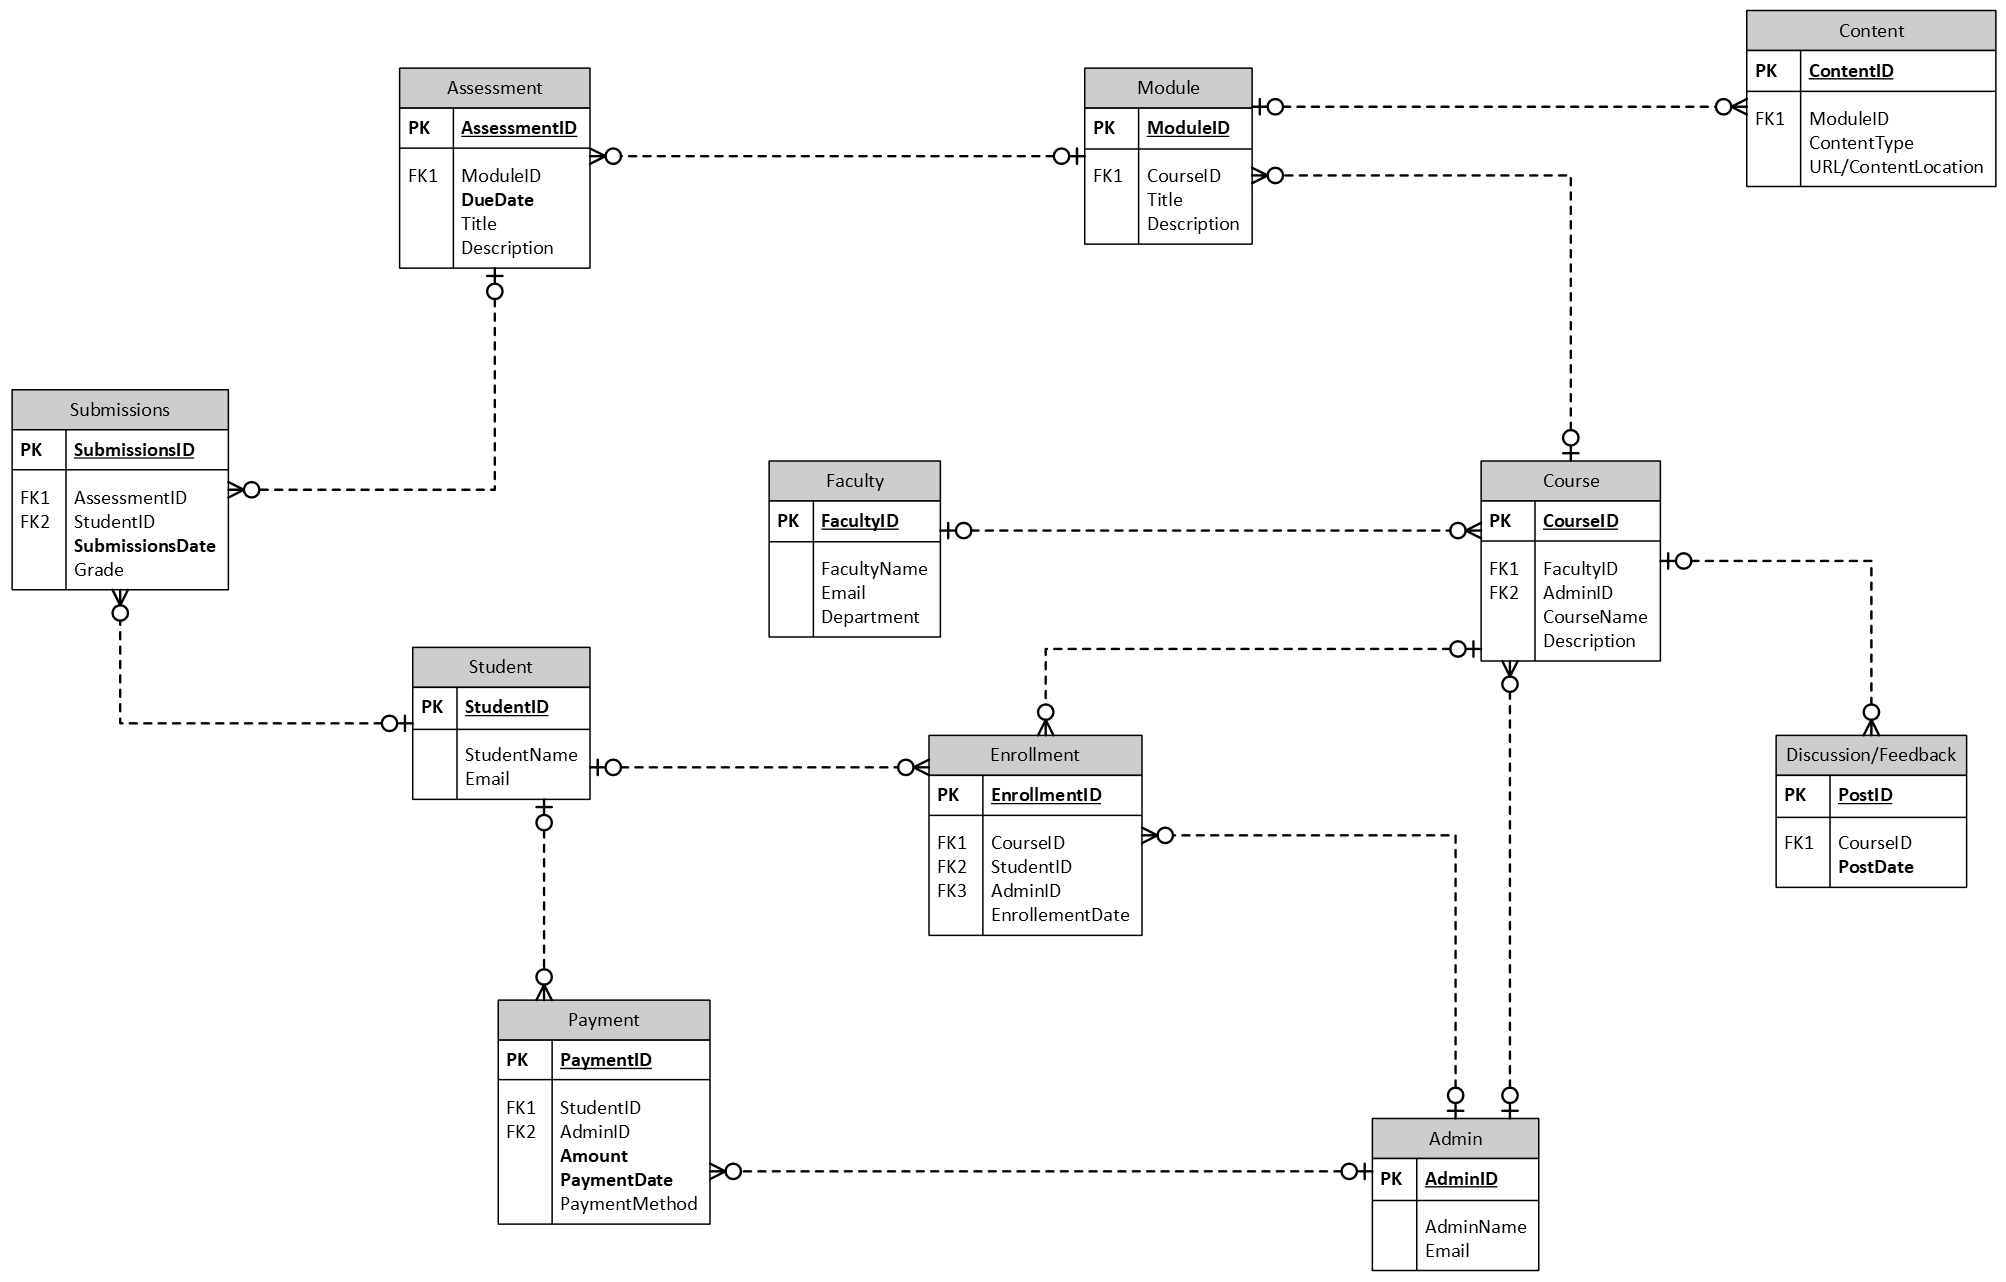 Content
PK ContentID
FK1 ModuleID
ContentType
URL/ContentLocation
Assessment
PK AssessmentID
FK1 ModuleID
DueDate
Title
Description
Module
PK ModuleID
FK1 CourseID
Title
Description
Submissions
PK SubmissionsID
FK1 AssessmentID
FK2 StudentID
SubmissionsDate
Grade
Faculty
PK FacultyID
FacultyName
Email
Department
Course
PK CourseID
FK1 FacultyID
FK2 AdminID
CourseName
Description
Student
PK StudentID
StudentName
Email
Enrollment
PK EnrollmentID
FK1 CourseID
FK2 StudentID
FK3 AdminID
EnrollementDate
Discussion/Feedback
PK PostID
FK1 CourseID
PostDate
Payment
PK PaymentID
FK1 StudentID
FK2 AdminID
Amount
PaymentDate
PaymentMethod
Admin
PK AdminID
AdminName
Email